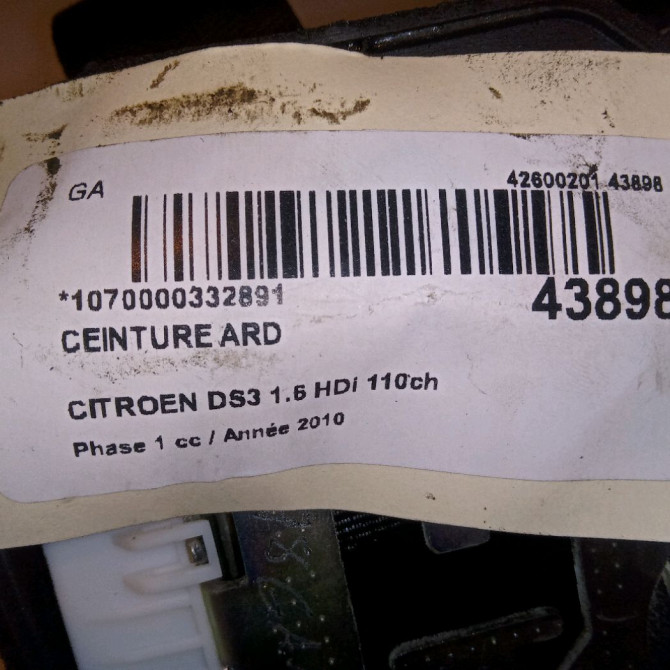 GA
42600201.43898
*1070000332891
43898
CEINTURE ARD
CITROEN DS3 1.6 HDi 110ch
Phase 1 cc / Année 2010